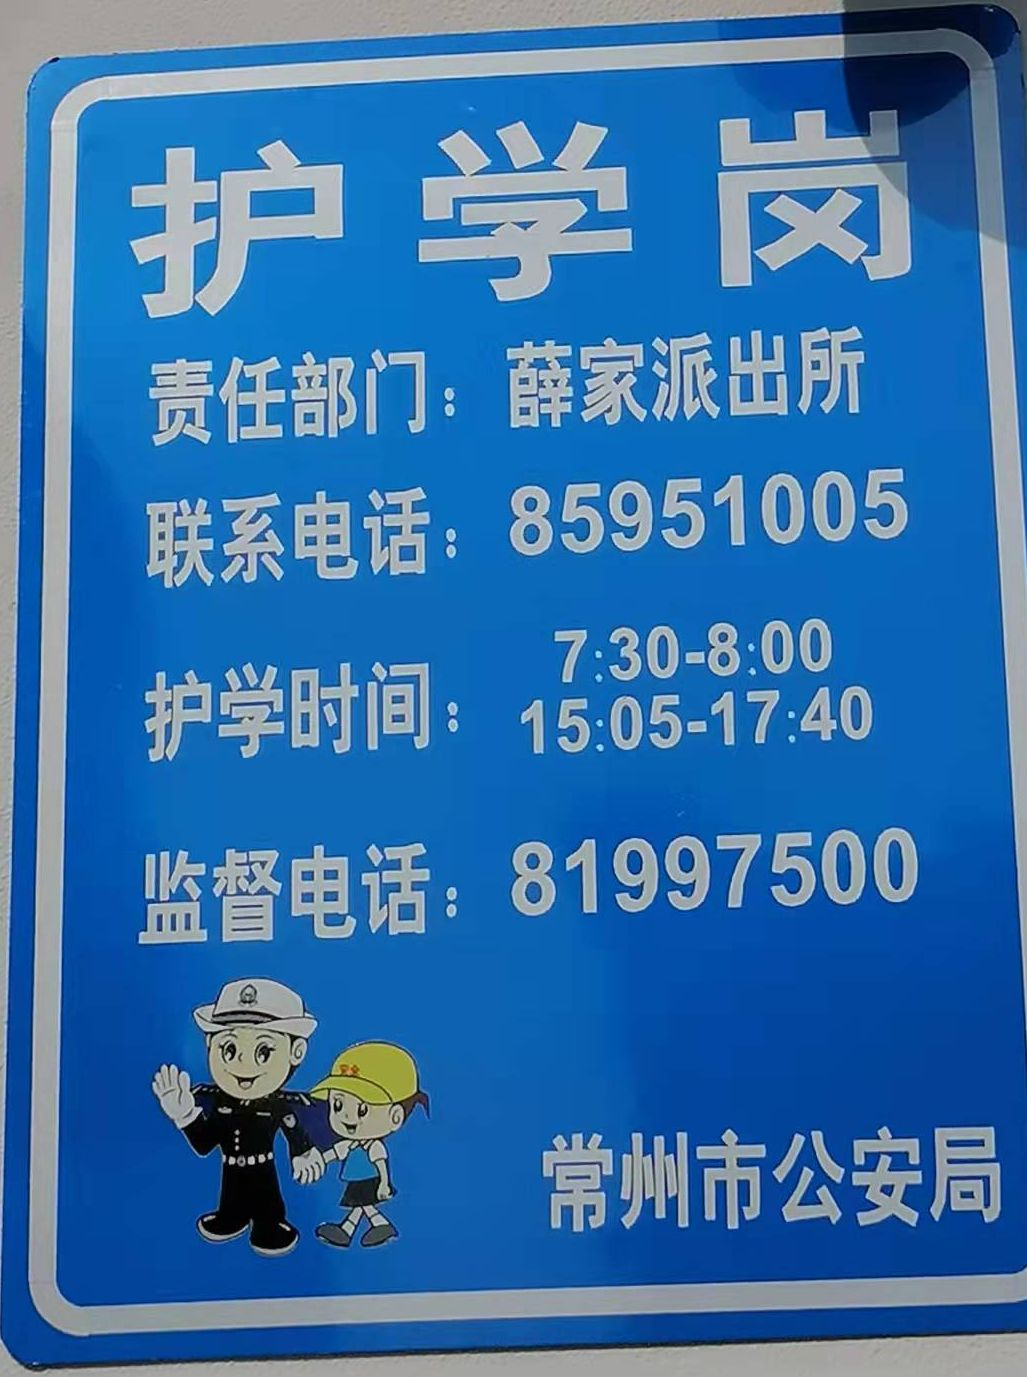 护学岗
责任部门：薛家派出所
联系电话：85951005
护学时间：7:30-8:00
15:05-17:40
监督电话：81997500
安全
常州市公安局